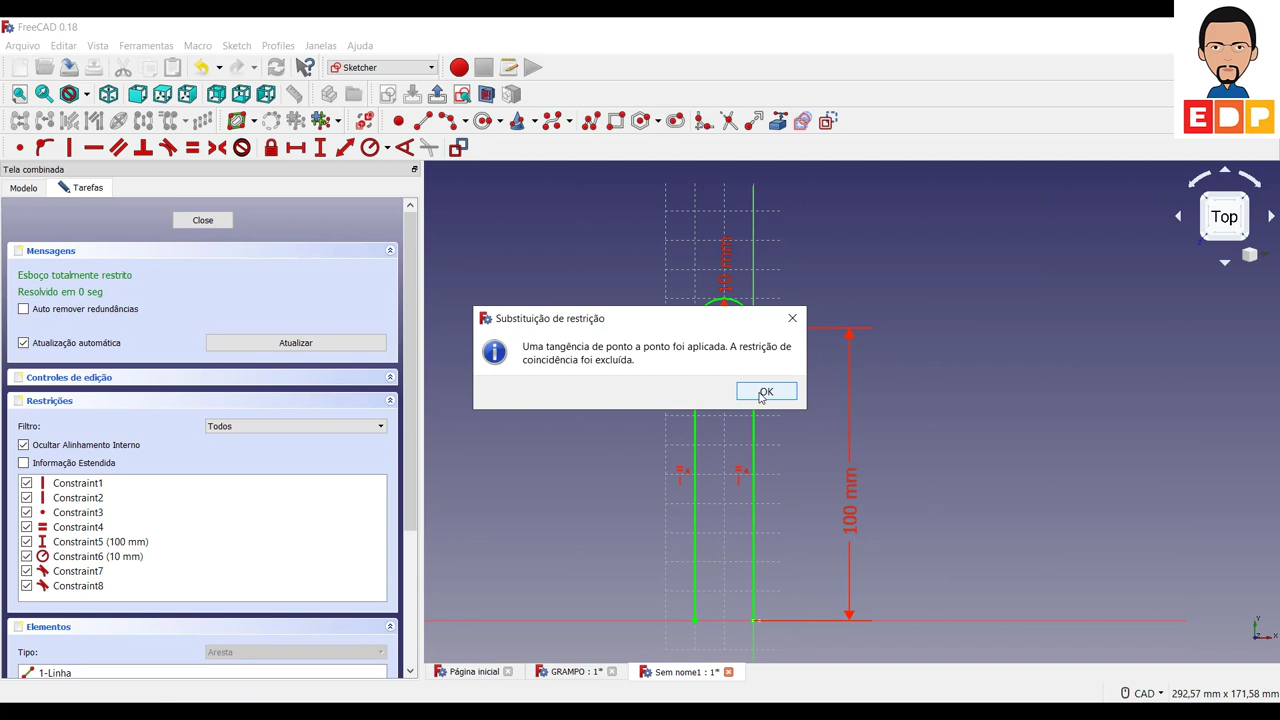 FreeCAD 0.18
Arquivo Editar Vista Ferramentas Macro Sketch Profiles Janelas Ajuda
Sketcher
EDP
Tela combinada
Modelo Tarefas
Close
Mensagens
Esboço totalmente restrito
Resolvido em 0 seg
Auto remover redundâncias
Atualização automática
Atualizar
Controles de edição
Restrições
Filtro:
Todos
Ocultar Alinhamento Interno
Informação Estendida
Constraint1
Constraint2
Constraint3
Constraint4
Constraint5 (100 mm)
Constraint6 (10 mm)
Constraint7
Constraint8
Elementos
Tipo:
Aresta
1-Linha
Top
10 mm
Substituição de restrição
Uma tangência de ponto a ponto foi aplicada. A restrição de
coincidência foi excluída.
OK
100 mm
Y
X
Página inicial
GRAMPO : 1*
Sem nome1 : 1*
CAD
292,57 mm x 171,58 mm